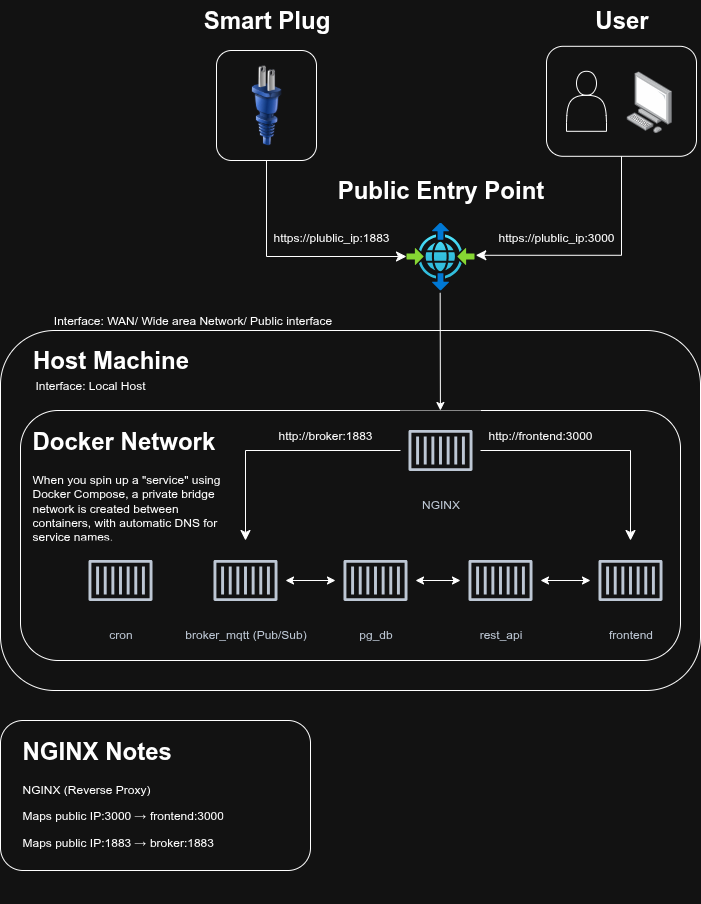 Smart Plug
User
Public Entry Point
https://plublic_ip:1883
https://plublic_ip:3000
Interface: WAN/ Wide area Network/ Public interface
Host Machine
Interface: Local Host
Docker Network
http://broker:1883
http://frontend:3000
When you spin up a "service" using
Docker Compose, a private bridge
network is created between
containers, with automatic DNS for
service names.
NGINX
cron
broker_mqtt (Pub/Sub)
pg_db
rest_api
frontend
NGINX Notes
NGINX (Reverse Proxy)
Maps public IP:3000 → frontend:3000
Maps public IP:1883 → broker:1883